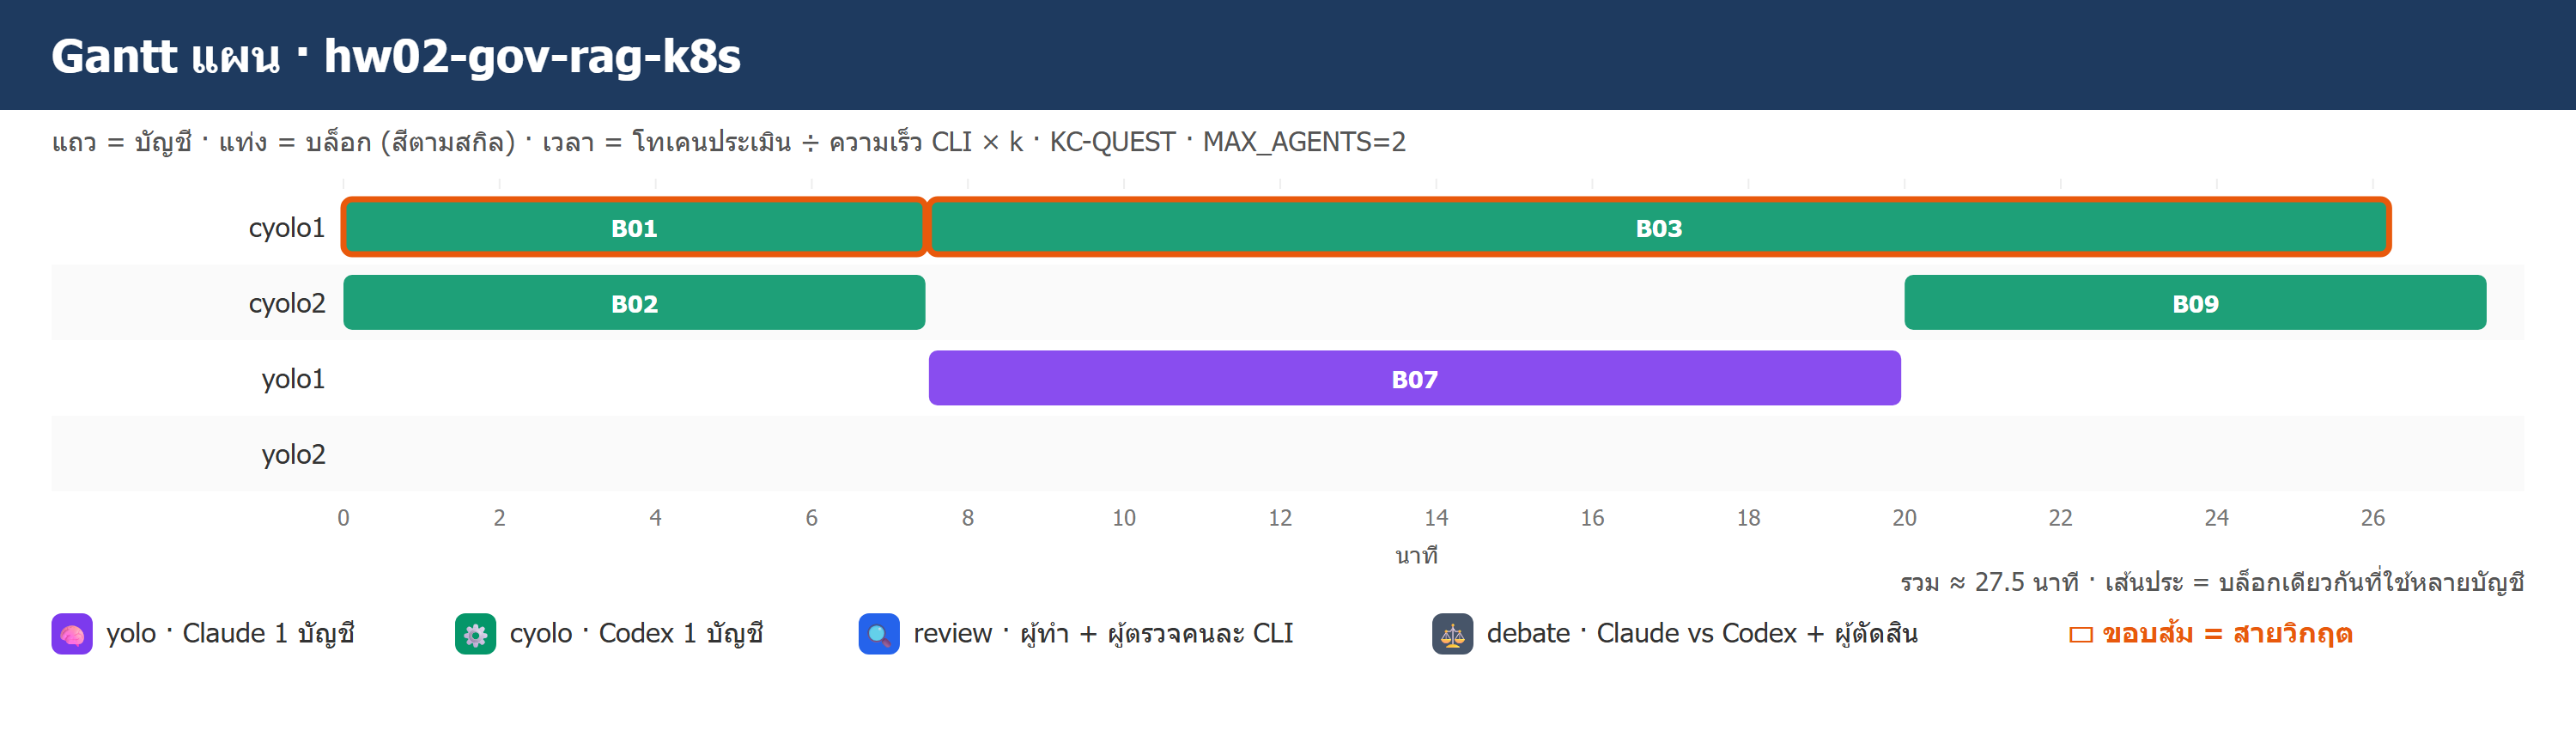 Gantt แผน · hw02-gov-rag-k8s
แถว = บัญชี · แท่ง = บล็อก (สีตามสกิล) · เวลา = โทเคนประเมิน ÷ ความเร็ว CLI × k · KC-QUEST · MAX_AGENTS=2
cyolo1 B01 B03
cyolo2 B02 B09
yolo1 B07
yolo2
0 2 4 6 8 10 12 14 16 18 20 22 24 26
นาที
รวม ≈ 27.5 นาที · เส้นประ = บล็อกเดียวกันที่ใช้หลายบัญชี
yolo · Claude 1 บัญชี cyolo · Codex 1 บัญชี review · ผู้ทำ + ผู้ตรวจคนละ CLI debate · Claude vs Codex + ผู้ตัดสิน ขอบส้ม = สายวิกฤต